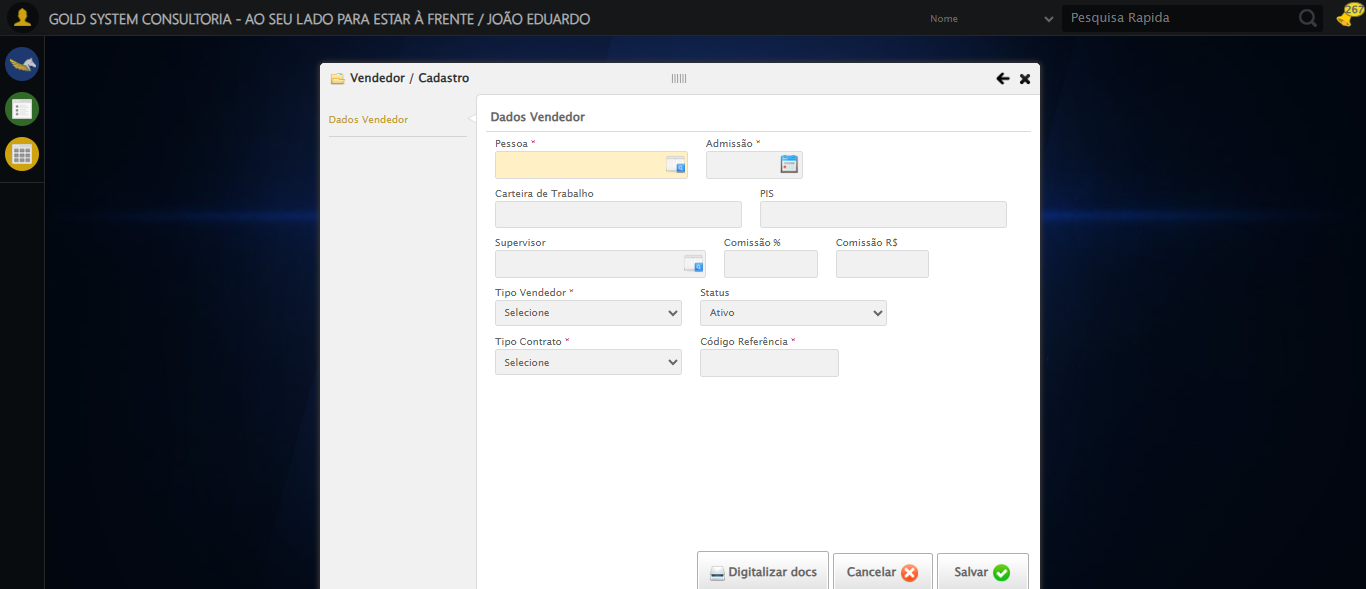 GOLD SYSTEM CONSULTORIA - AO SEU LADO PARA ESTAR À FRENTE / JOÃO EDUARDO
Nome
Pesquisa Rapida
267
Vendedor / Cadastro
Dados Vendedor
Dados Vendedor
Pessoa *
Admissão *
Carteira de Trabalho
PIS
Supervisor
Comissão %
Comissão R$
Tipo Vendedor *
Status
Selecione
Ativo
Tipo Contrato *
Código Referência *
Selecione
Digitalizar docs
Cancelar
Salvar